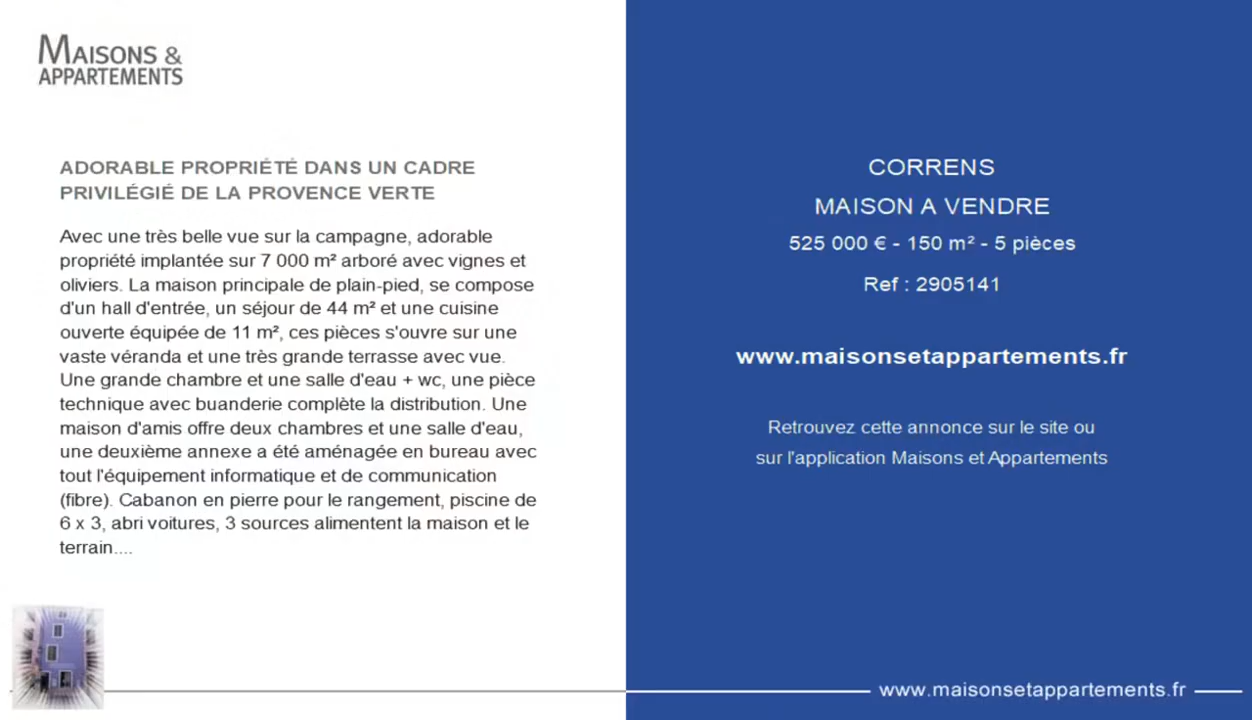 MAISONS &
APPARTEMENTS
ADORABLE PROPRIÉTÉ DANS UN CADRE
PRIVILÉGIÉ DE LA PROVENCE VERTE
Avec une très belle vue sur la campagne, adorable
propriété implantée sur 7 000 m² arboré avec vignes et
oliviers. La maison principale de plain-pied, se compose
d'un hall d'entrée, un séjour de 44 m² et une cuisine
ouverte équipée de 11 m², ces pièces s'ouvre sur une
vaste véranda et une très grande terrasse avec vue.
Une grande chambre et une salle d'eau + wc, une pièce
technique avec buanderie complète la distribution. Une
maison d'amis offre deux chambres et une salle d'eau,
une deuxième annexe a été aménagée en bureau avec
tout l'équipement informatique et de communication
(fibre). Cabanon en pierre pour le rangement, piscine de
6 x 3, abri voitures, 3 sources alimentent la maison et le
terrain....
CORRENS
MAISON A VENDRE
525 000 € - 150 m² - 5 pièces
Ref : 2905141
www.maisonsetappartements.fr
Retrouvez cette annonce sur le site ou
sur l'application Maisons et Appartements
www.maisonsetappartements.fr